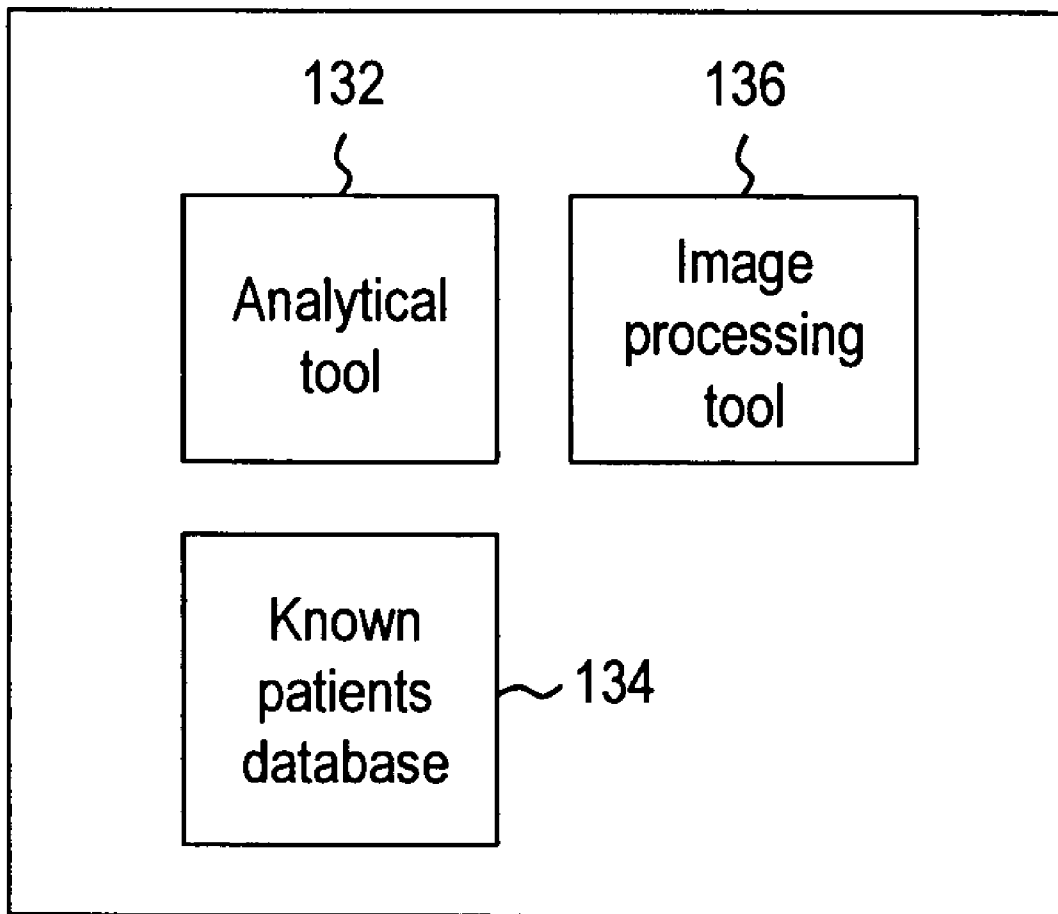 132
136
Analytical
tool
Image
processing
tool
Known
patients
database
134